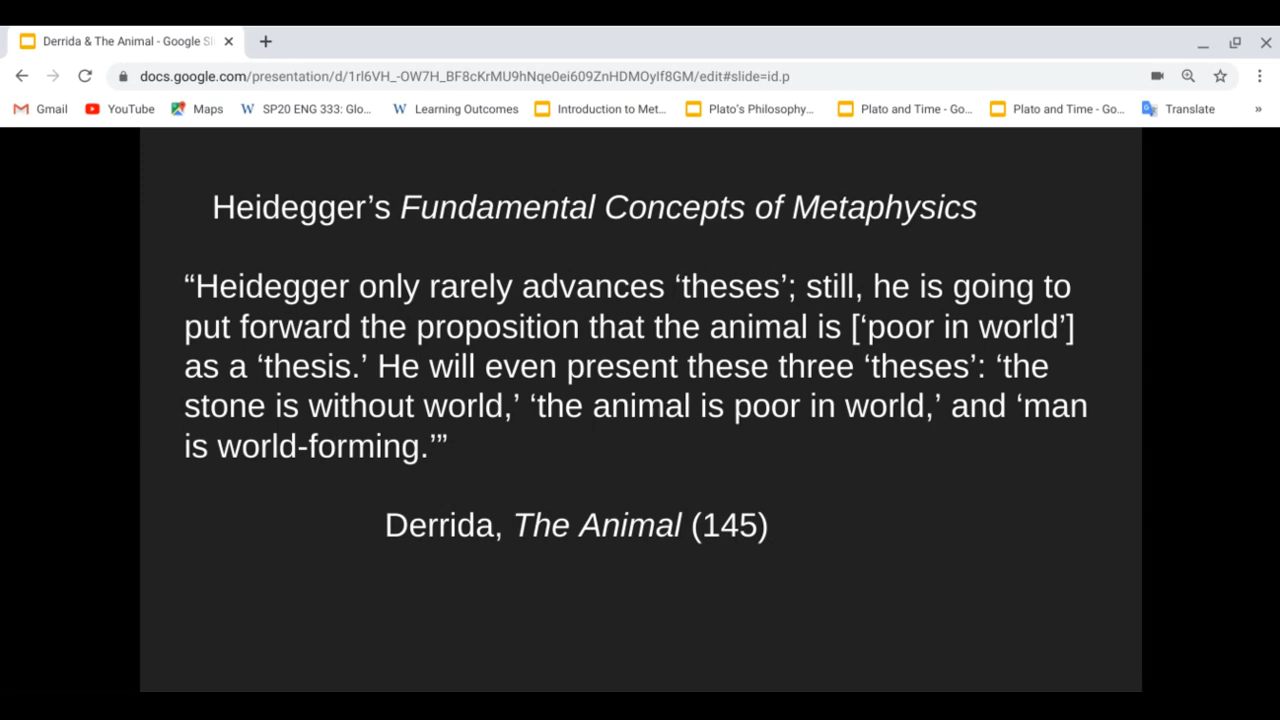 Derrida & The Animal - Google Sl
docs.google.com/presentation/d/1rl6VH_-OW7H_BF8cKrMU9hNqe0ei609ZnHDMOyIf8GM/edit#slide=id.p
Gmail YouTube Maps SP20 ENG 333: Glo... Learning Outcomes Introduction to Met... Plato's Philosophy... Plato and Time - Go... Plato and Time - Go... Translate »
Heidegger’s Fundamental Concepts of Metaphysics
“Heidegger only rarely advances ‘theses’; still, he is going to
put forward the proposition that the animal is [‘poor in world’]
as a ‘thesis.’ He will even present these three ‘theses’: ‘the
stone is without world,’ ‘the animal is poor in world,’ and ‘man
is world-forming.’”
Derrida, The Animal (145)